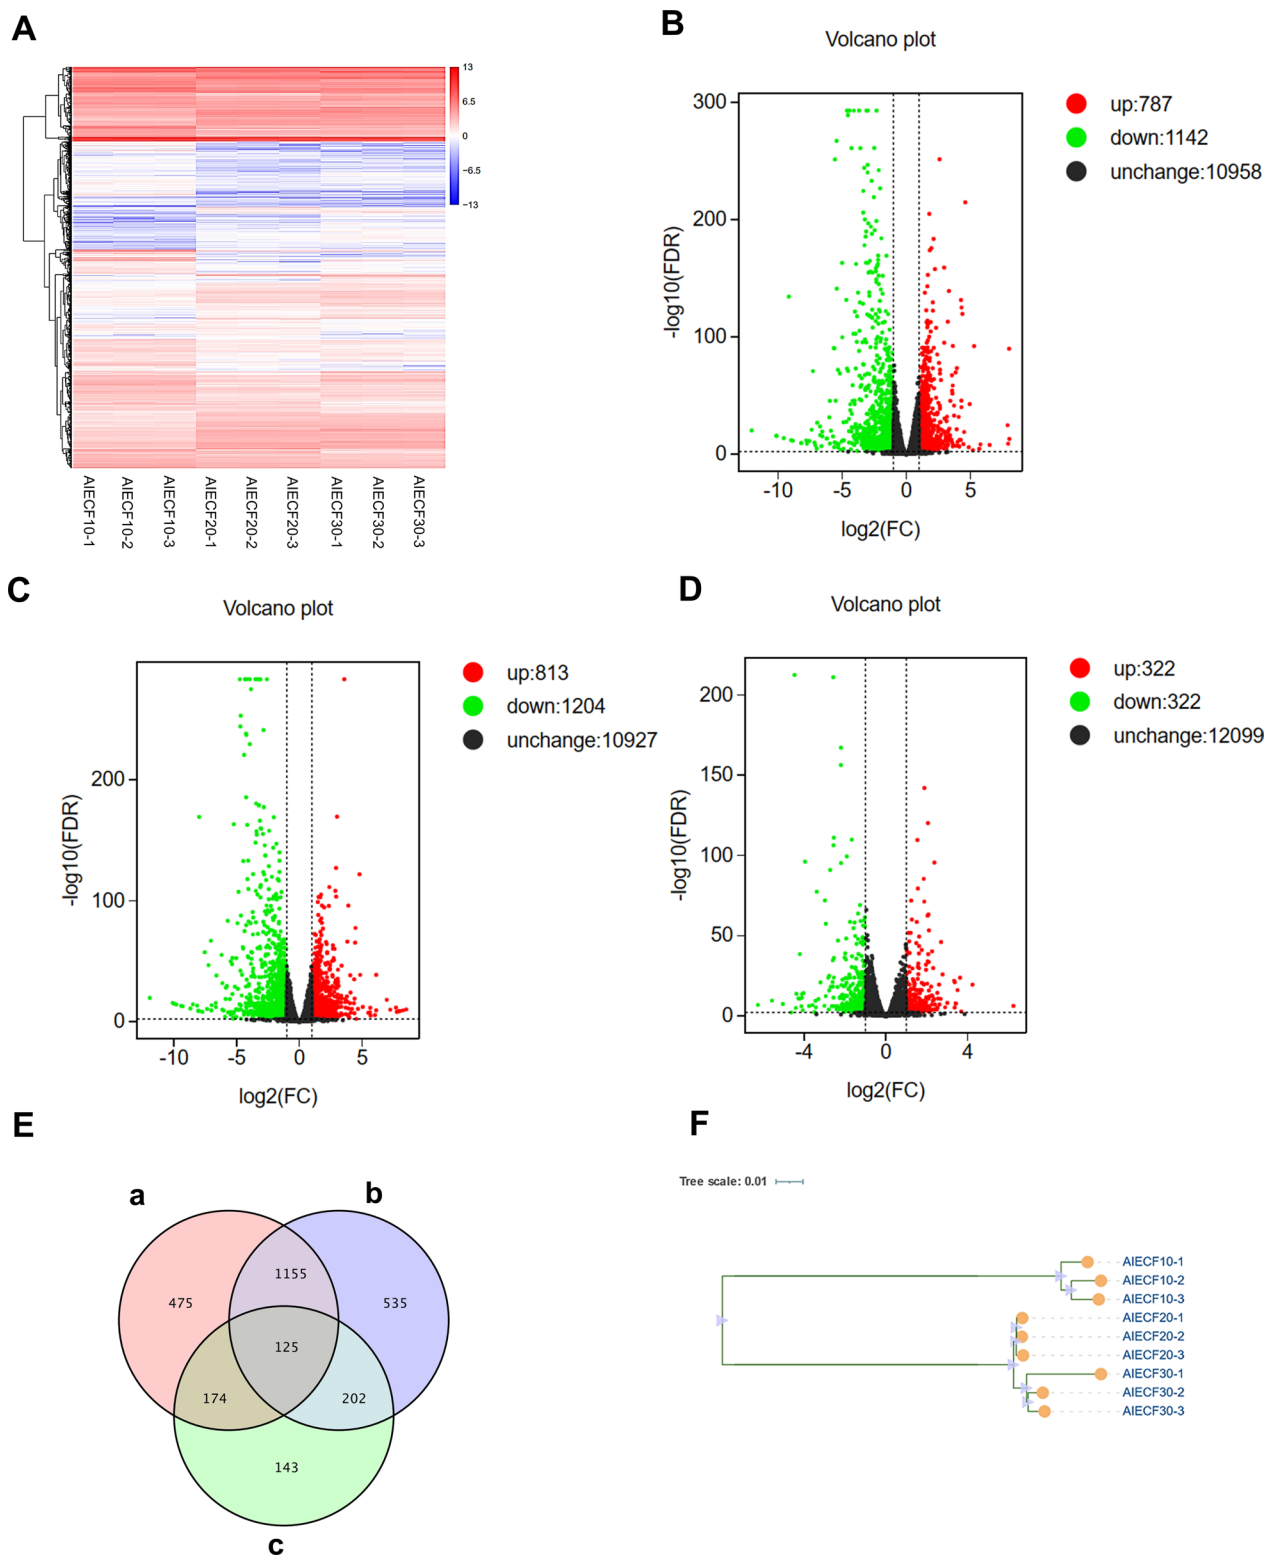 A
13
6.5
0
−6.5
−13
AIECF10-1
AIECF10-2
AIECF10-3
AIECF20-1
AIECF20-2
AIECF20-3
AIECF30-1
AIECF30-2
AIECF30-3
B
Volcano plot
300
200
100
0
-log10(FDR)
-10
-5
0
5
log2(FC)
up:787
down:1142
unchange:10958
C
Volcano plot
200
100
0
-log10(FDR)
-10
-5
0
5
log2(FC)
up:813
down:1204
unchange:10927
D
Volcano plot
200
150
100
50
0
-log10(FDR)
-4
0
4
log2(FC)
up:322
down:322
unchange:12099
E
a
b
1155
475
535
125
174
202
143
c
F
Tree scale: 0.01
AIECF10-1
AIECF10-2
AIECF10-3
AIECF20-1
AIECF20-2
AIECF20-3
AIECF30-1
AIECF30-2
AIECF30-3